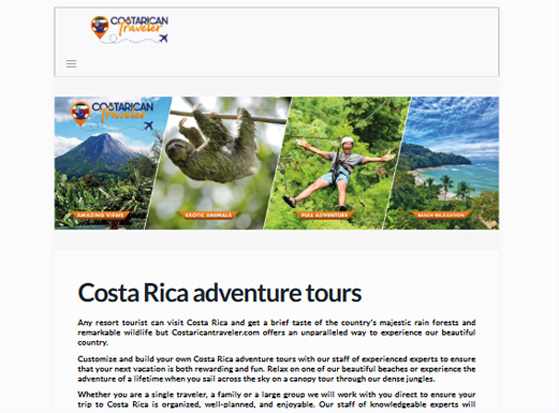 COSTARICAN
Traveler
COSTARICAN
Traveler
AMAZING VIEWS
EXOTIC ANIMALS
FULL ADVENTURE
BEACH RELAXATION
Costa Rica adventure tours
Any resort tourist can visit Costa Rica and get a brief taste of the country's majestic rain forests and
remarkable wildlife but Costaricantraveler.com offers an unparalleled way to experience our beautiful
country.
Customize and build your own Costa Rica adventure tours with our staff of experienced experts to ensure
that your next vacation is both rewarding and fun. Relax on one of our beautiful beaches or experience the
adventure of a lifetime when you sail across the sky on a canopy tour through our dense jungles.
Whether you are a single traveler, a family or a large group we will work with you direct to ensure your
trip to Costa Rica is organized, well-planned, and enjoyable. Our staff of knowledgeable experts will